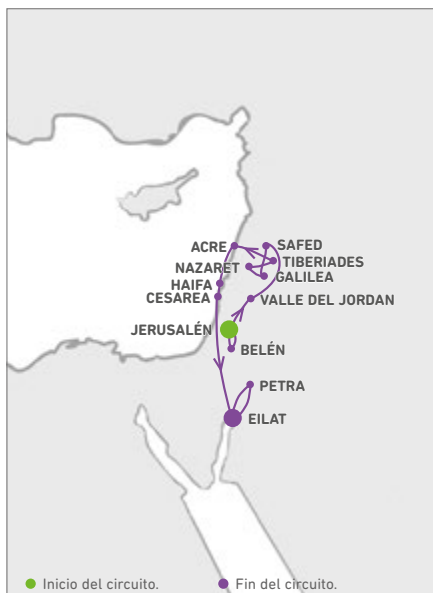 ACRE
SAFED
TIBERIADES
NAZARET
GALILEA
HAIFA
CESAREA
VALLE DEL JORDAN
JERUSALÉN
BELÉN
PETRA
EILAT
Inicio del circuito.
Fin del circuito.